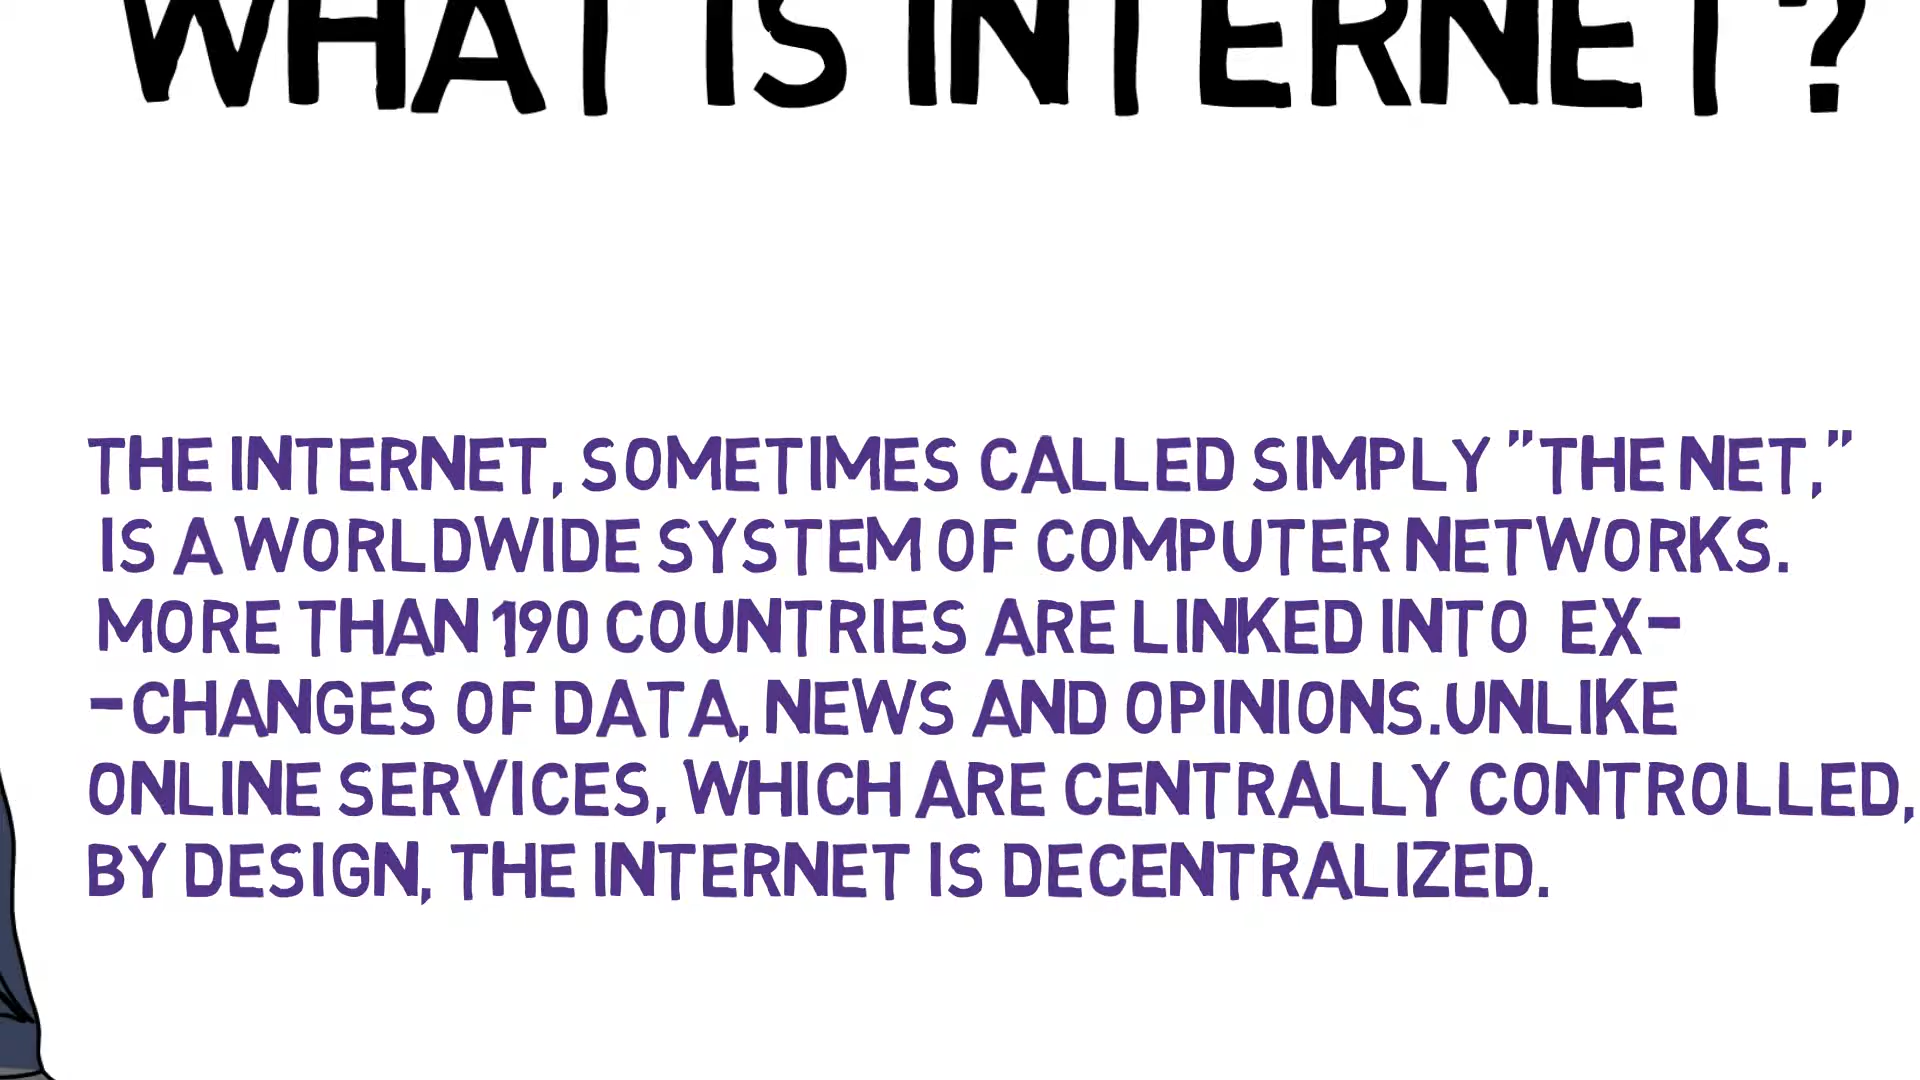 WHAT IS INTERNET?
THE INTERNET, SOMETIMES CALLED SIMPLY "THE NET,"
IS A WORLDWIDE SYSTEM OF COMPUTER NETWORKS.
MORE THAN 190 COUNTRIES ARE LINKED INTO EX-
-CHANGES OF DATA, NEWS AND OPINIONS.UNLIKE
ONLINE SERVICES, WHICH ARE CENTRALLY CONTROLLED,
BY DESIGN, THE INTERNET IS DECENTRALIZED.